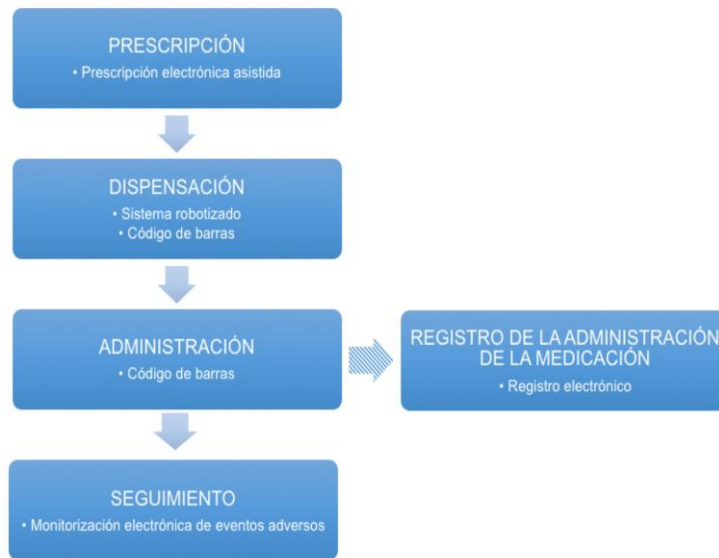 PRESCRIPCIÓN
• Prescripción electrónica asistida
DISPENSACIÓN
• Sistema robotizado
• Código de barras
ADMINISTRACIÓN
• Código de barras
REGISTRO DE LA ADMINISTRACIÓN
DE LA MEDICACIÓN
• Registro electrónico
SEGUIMIENTO
• Monitorización electrónica de eventos adversos